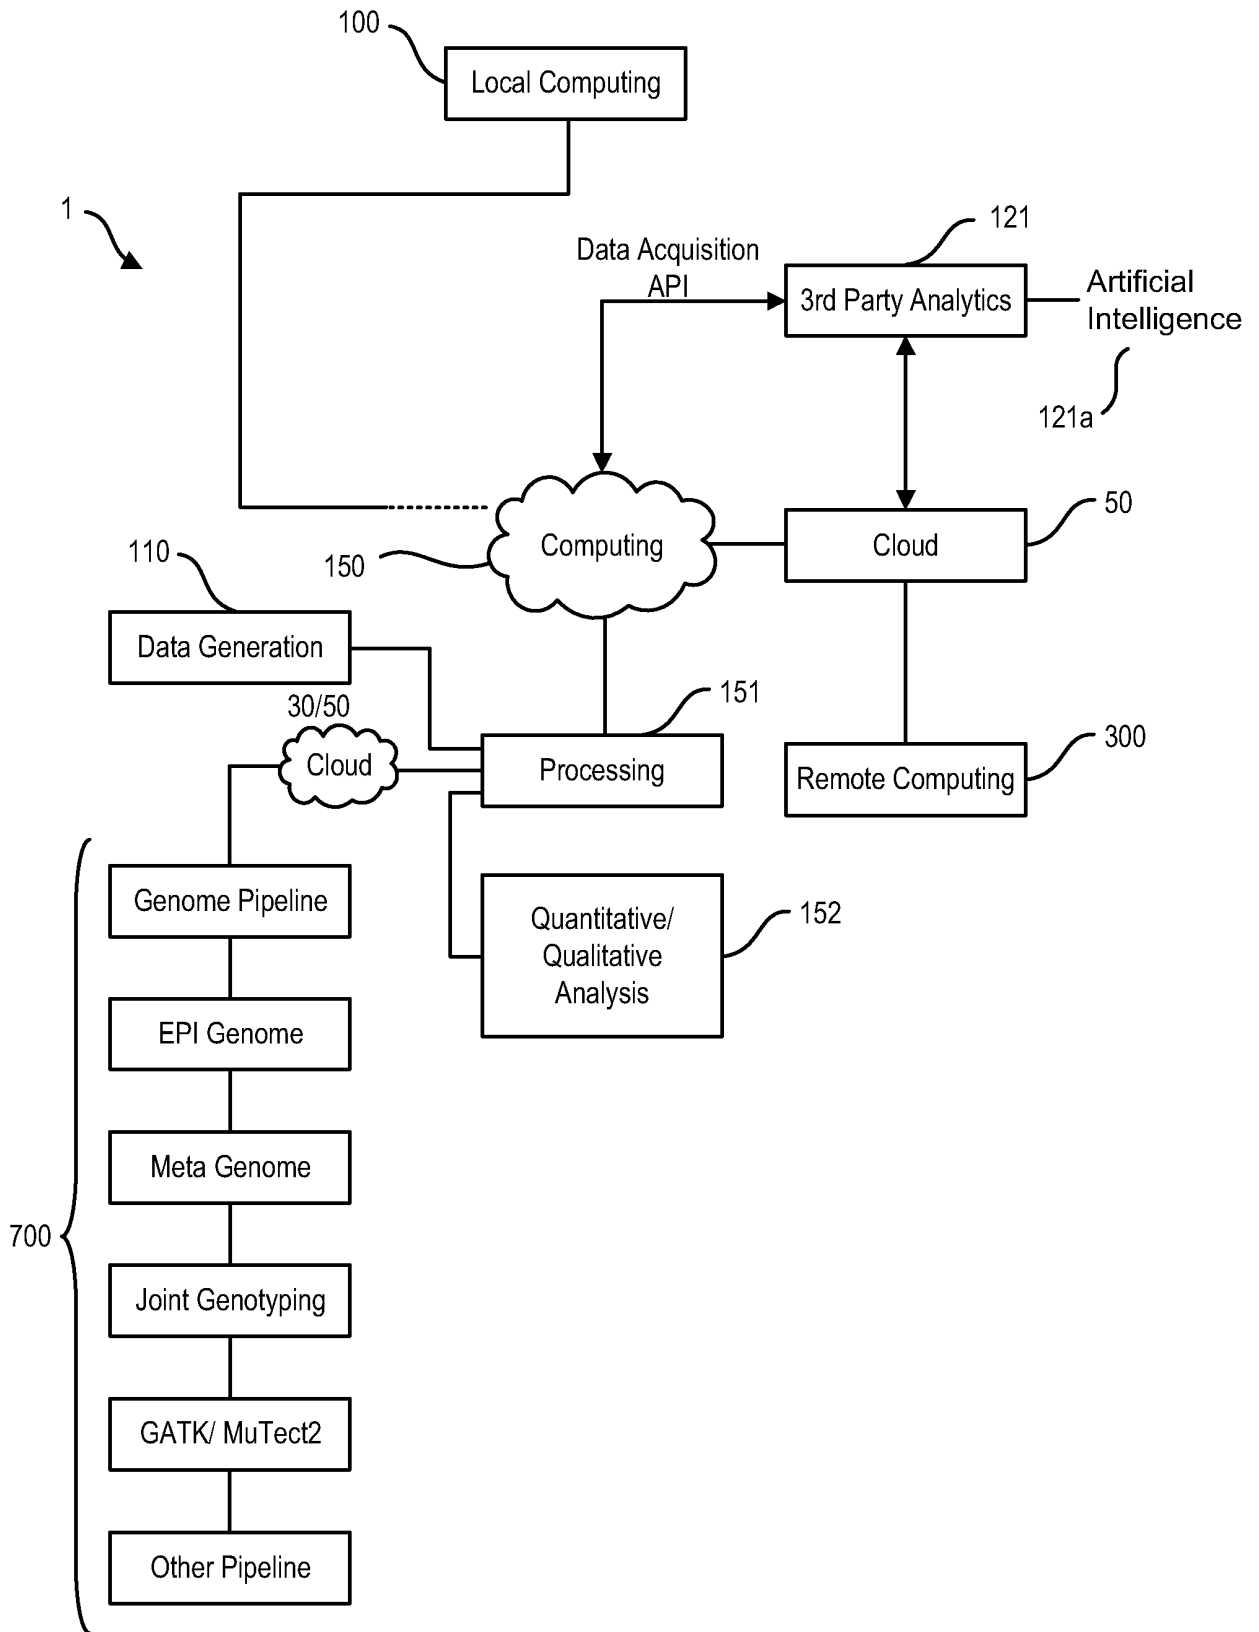 100
Local Computing
1
121
Data Acquisition
API
3rd Party Analytics
Artificial
Intelligence
121a
50
Computing
Cloud
150
110
Data Generation
30/50
151
Cloud
Processing
300
Remote Computing
Genome Pipeline
Quantitative/
Qualitative
Analysis
152
EPI Genome
Meta Genome
700
Joint Genotyping
GATK/ MuTect2
Other Pipeline